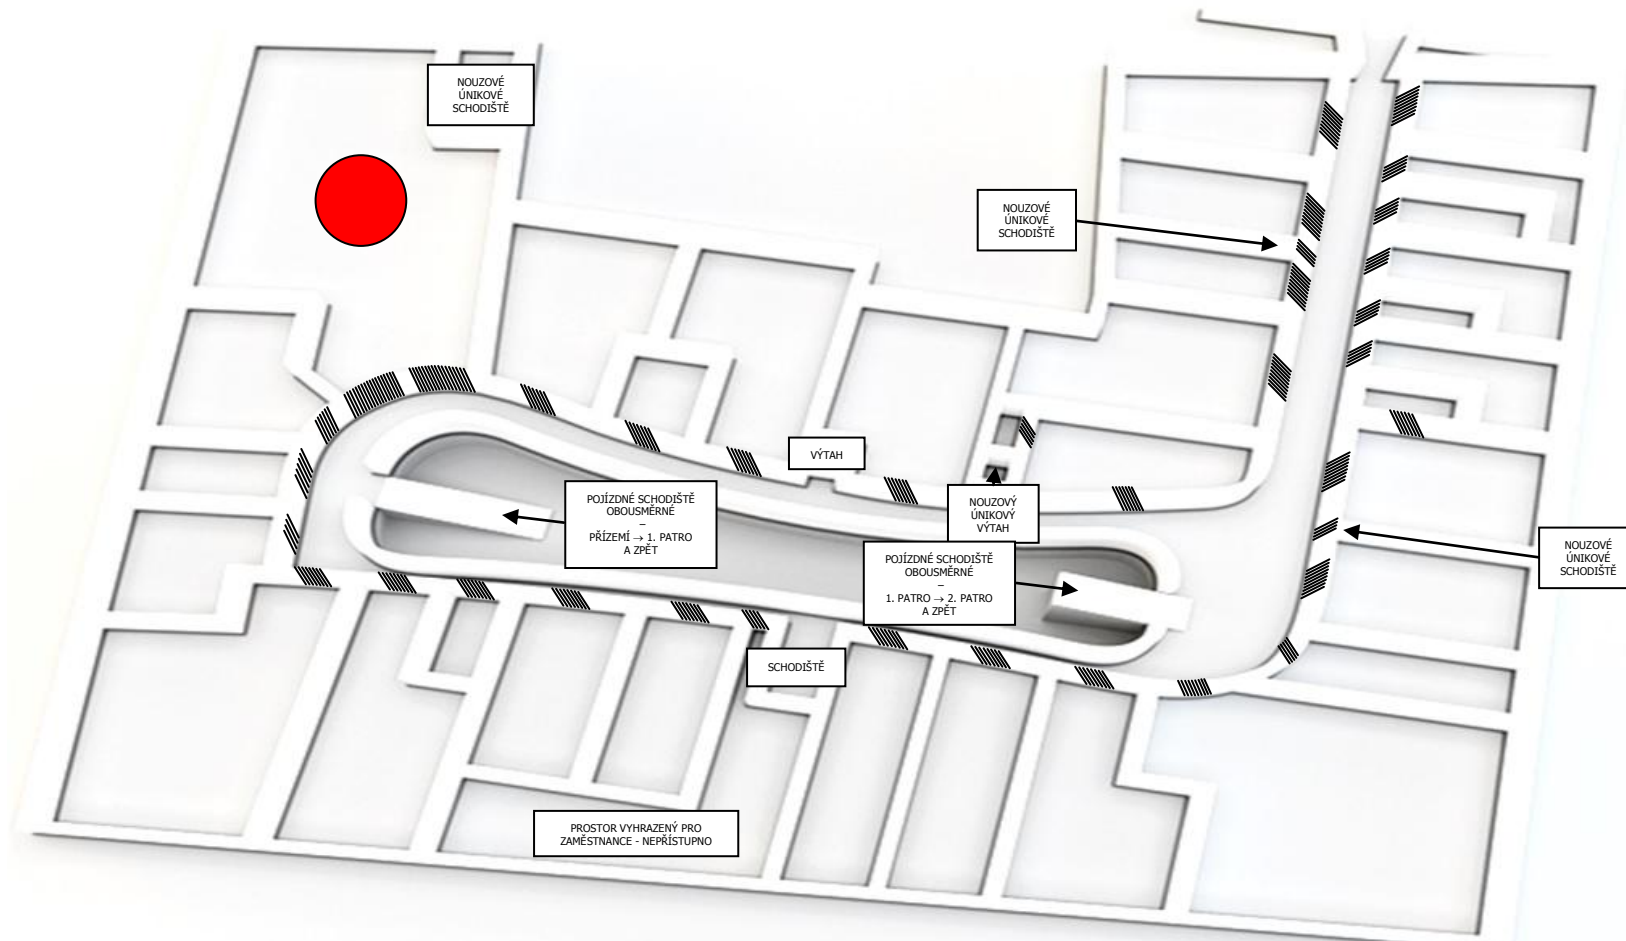 NOUZOVÉ
ÚNIKOVÉ
SCHODIŠTĚ
NOUZOVÉ
ÚNIKOVÉ
SCHODIŠTĚ
VÝTAH
POJÍZDNÉ SCHODIŠTĚ
OBOUSMĚRNÉ
–
PŘÍZEMÍ → 1. PATRO
A ZPĚT
NOUZOVÝ
ÚNIKOVÝ
VÝTAH
POJÍZDNÉ SCHODIŠTĚ
OBOUSMĚRNÉ
–
1. PATRO → 2. PATRO
A ZPĚT
NOUZOVÉ
ÚNIKOVÉ
SCHODIŠTĚ
SCHODIŠTĚ
PROSTOR VYHRAZENÝ PRO
ZAMĚSTNANCE - NEPŘÍSTUPNO